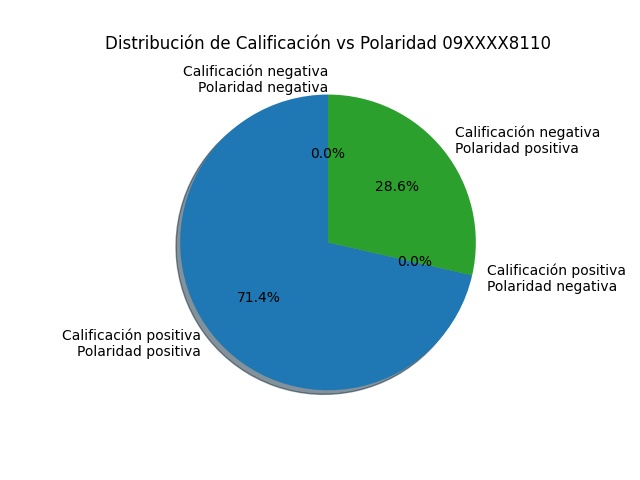 Distribución de Calificación vs Polaridad 09XXXX8110
Calificación negativa
Polaridad negativa
Calificación negativa
Polaridad positiva
0.0%
28.6%
0.0%
Calificación positiva
Polaridad negativa
71.4%
Calificación positiva
Polaridad positiva